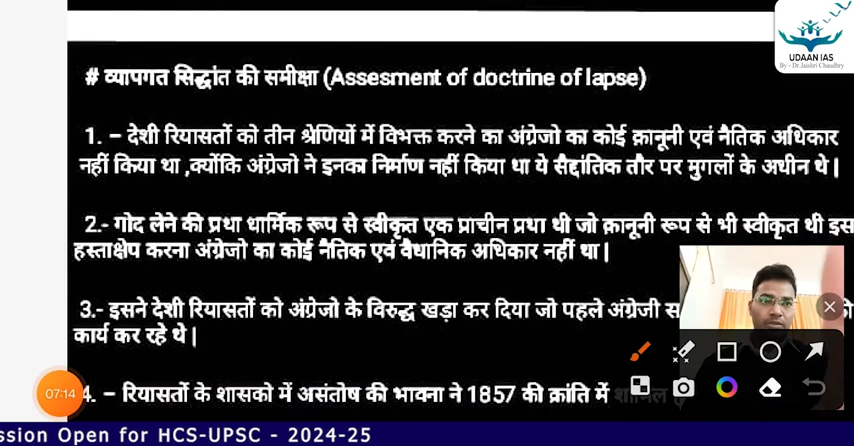 UDAAN IAS
By - Dr.Jaishri Chaudhry
# व्यापगत सिद्धांत की समीक्षा (Assesment of doctrine of lapse)
1. – देशी रियासतों को तीन श्रेणियों में विभक्त करने का अंग्रेजो का कोई क़ानूनी एवं नैतिक अधिकार
नहीं किया था ,क्योंकि अंग्रेजो ने इनका निर्माण नहीं किया था ये सैद्दांतिक तौर पर मुगलों के अधीन थे |
2.- गोद लेने की प्रथा धार्मिक रूप से स्वीकृत एक प्राचीन प्रथा थी जो क़ानूनी रूप से भी स्वीकृत थी
हस्ताक्षेप करना अंग्रेजो का कोई नैतिक एवं वैधानिक अधिकार नहीं था |
3.- इसने देशी रियासतों को अंग्रेजो के विरुद्ध खड़ा कर दिया जो पहले अंग्रेजी
कार्य कर रहे थे |
4. – रियासतों के शासको में असंतोष की भावना ने 1857 की क्रांति में
07:14
ssion Open for HCS-UPSC - 2024-25